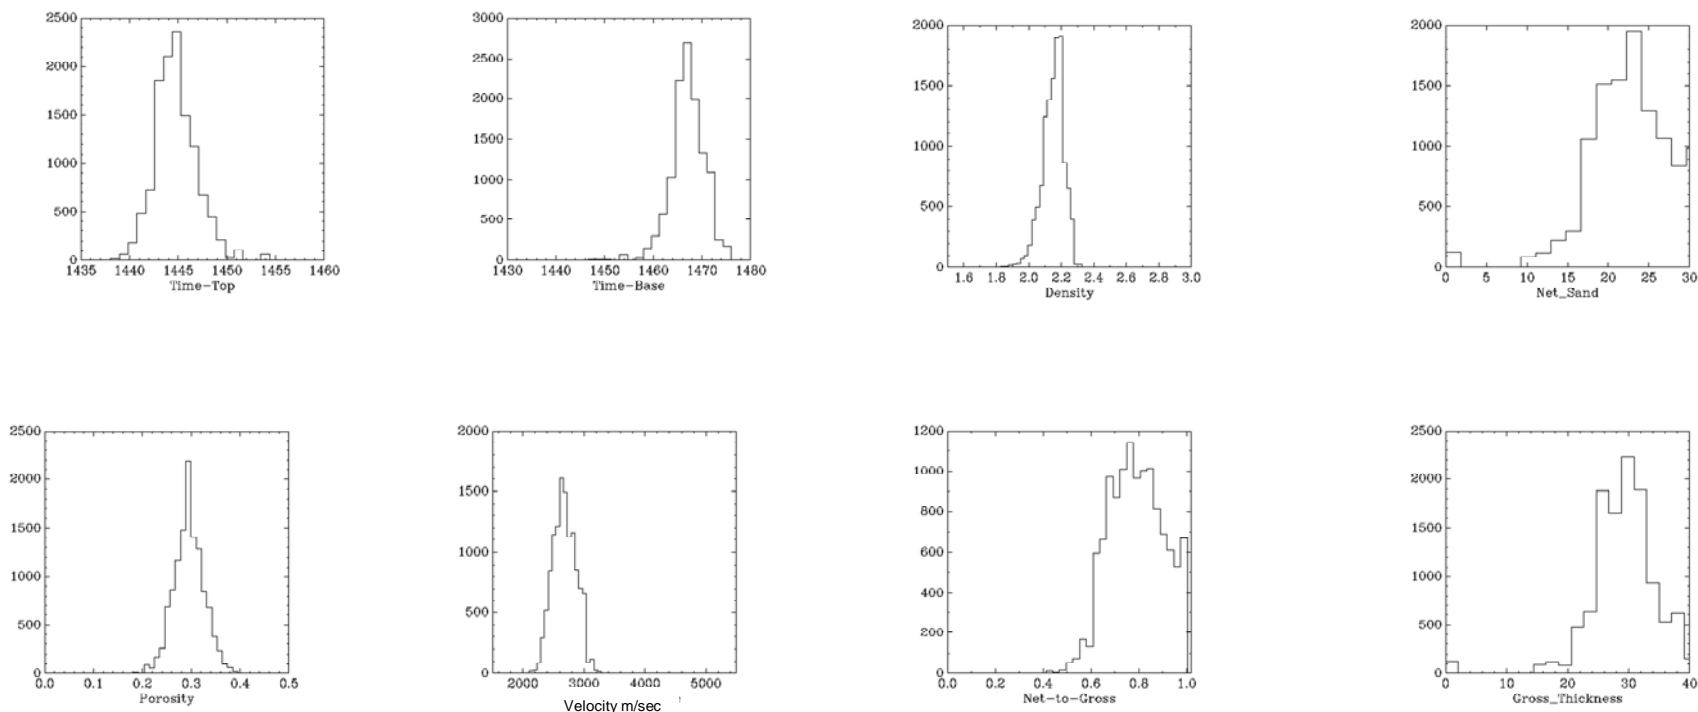 2500
2000
1500
1000
500
0
1435 1440 1445 1450 1455 1460
Time-Top
3000
2500
2000
1500
1000
500
0
1430 1440 1450 1460 1470 1480
Time-Base
2000
1500
1000
500
0
1.6 1.8 2.0 2.2 2.4 2.6 2.8 3.0
Density
2000
1500
1000
500
0
0 5 10 15 20 25 30
Net_Sand
2500
2000
1500
1000
500
0
0.0 0.1 0.2 0.3 0.4 0.5
Porosity
2000
1500
1000
500
0
2000 3000 4000 5000
Velocity m/sec
1200
1000
800
600
400
200
0
0.0 0.2 0.4 0.6 0.8 1.0
Net-to-Gross
2500
2000
1500
1000
500
0
0 10 20 30 40
Gross_Thickness